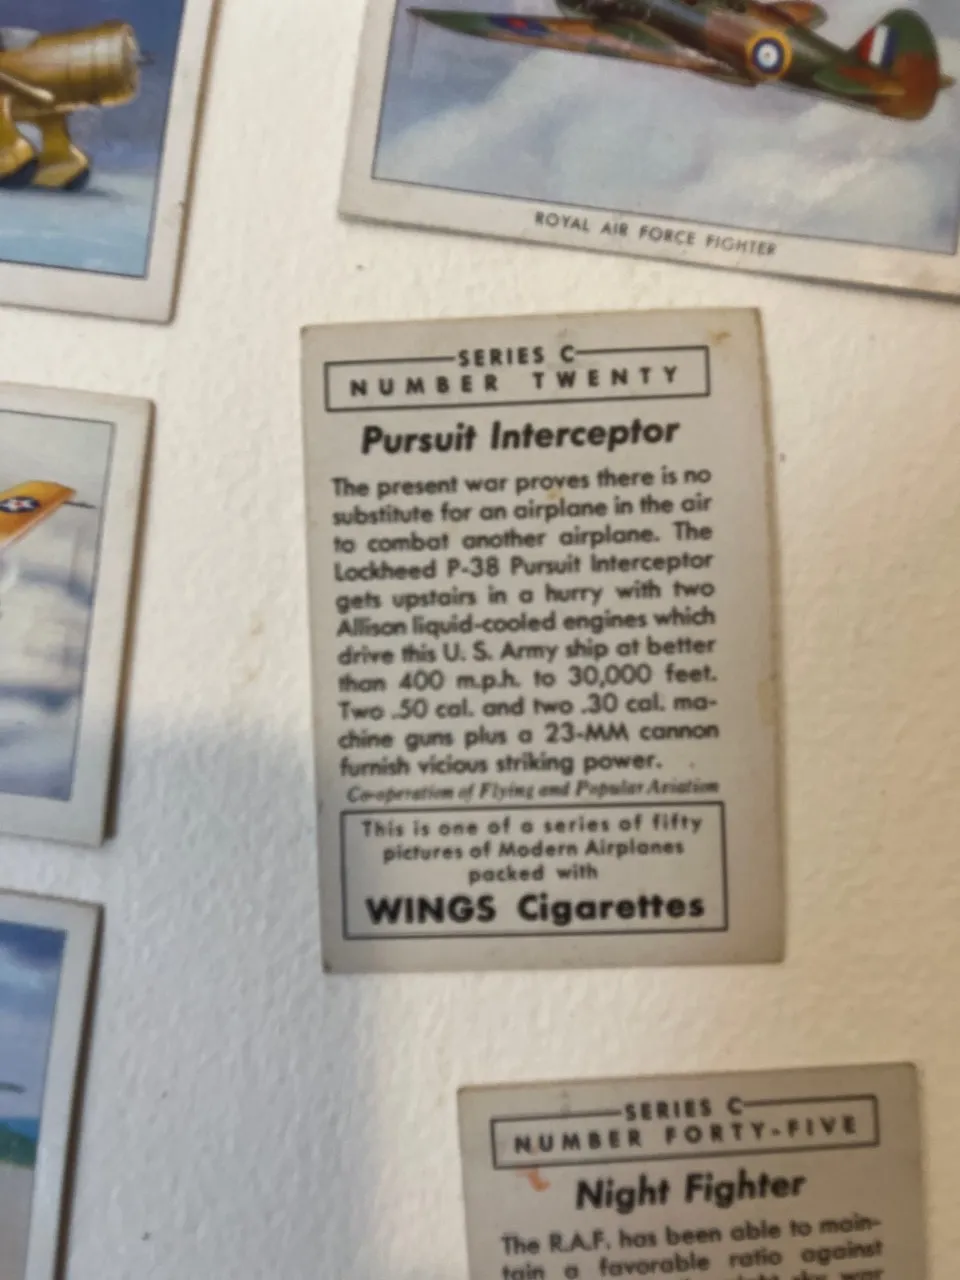 ROYAL AIR FORCE FIGHTER
SERIES C
NUMBER TWENTY
Pursuit Interceptor
The present war proves there is no
substitute for an airplane in the air
to combat another airplane. The
Lockheed P-38 Pursuit Interceptor
gets upstairs in a hurry with two
Allison liquid-cooled engines which
drive this U. S. Army ship at better
than 400 m.p.h. to 30,000 feet.
Two .50 cal. and two .30 cal. ma-
chine guns plus a 23-MM cannon
furnish vicious striking power.
Co-operation of Flying and Popular Aviation
This is one of a series of fifty
pictures of Modern Airplanes
packed with
WINGS Cigarettes
SERIES C
NUMBER FORTY-FIVE
Night Fighter
The R.A.F. has been able to main-
tain a favorable ratio against